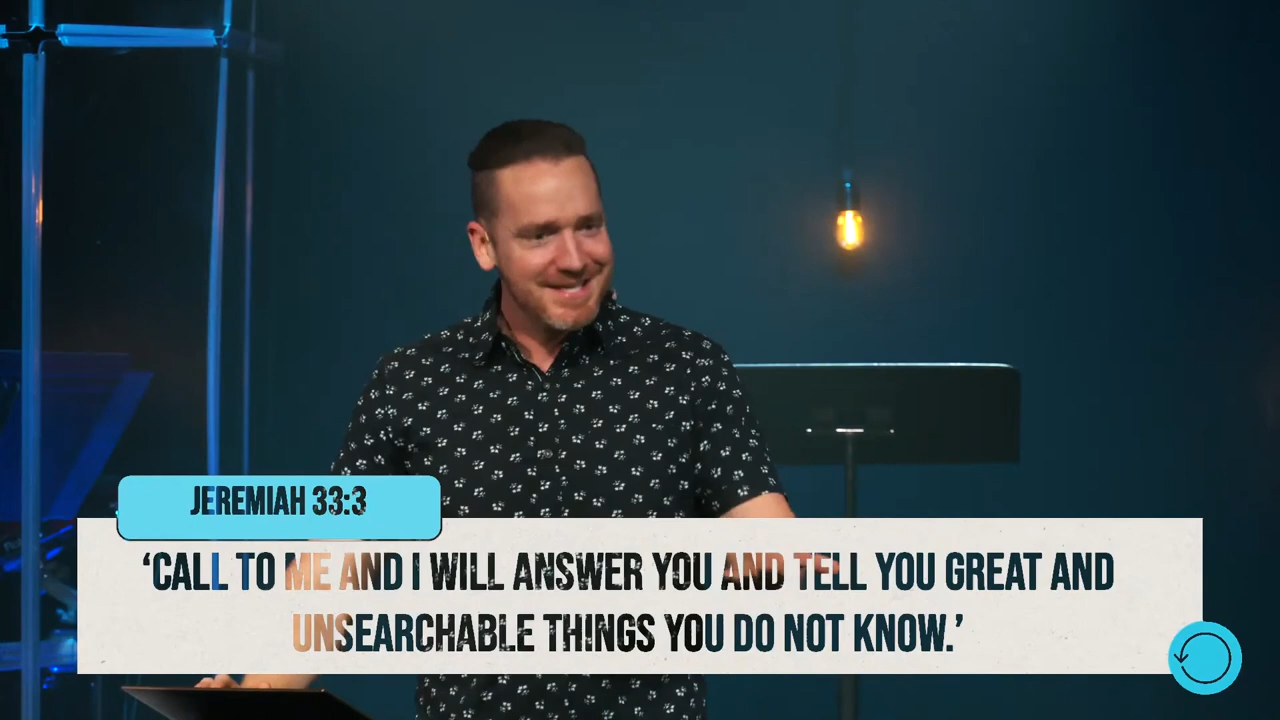 JEREMIAH 33:3
‘CALL TO ME AND I WILL ANSWER YOU AND TELL YOU GREAT AND
UNSEARCHABLE THINGS YOU DO NOT KNOW.’